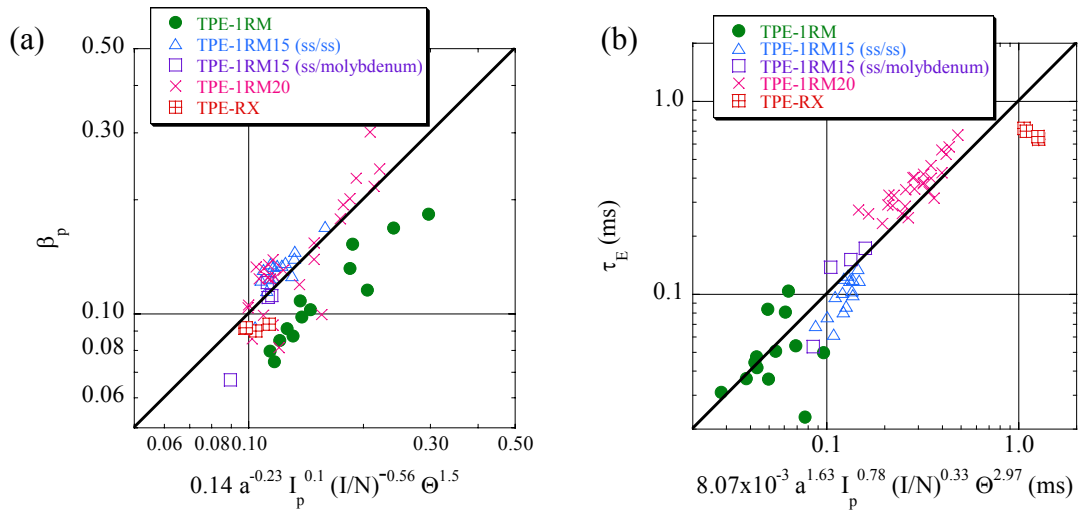 (a)
TPE-1RM
TPE-1RM15 (ss/ss)
TPE-1RM15 (ss/molybdenum)
TPE-1RM20
TPE-RX
0.50
0.30
0.10
0.08
0.06
β_p
0.06
0.08
0.10
0.30
0.50
0.14 a^-0.23 I_p^0.1 (I/N)^-0.56 Θ^1.5
(b)
TPE-1RM
TPE-1RM15 (ss/ss)
TPE-1RM15 (ss/molybdenum)
TPE-1RM20
TPE-RX
1.0
0.1
τ_E (ms)
0.1
1.0
8.07x10^-3 a^1.63 I_p^0.78 (I/N)^0.33 Θ^2.97 (ms)